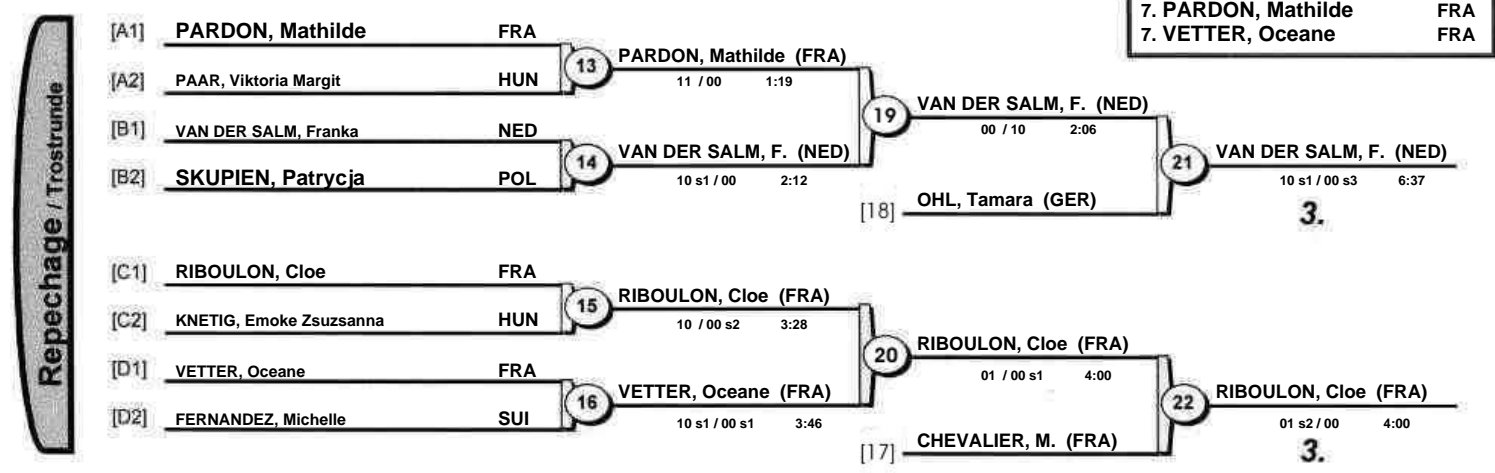 7. PARDON, Mathilde FRA
7. VETTER, Oceane FRA
Repechage / Trostrunde
[A1] PARDON, Mathilde FRA
13 PARDON, Mathilde (FRA)
11 / 00 1:19
[A2] PAAR, Viktoria Margit HUN
19 VAN DER SALM, F. (NED)
00 / 10 2:06
[B1] VAN DER SALM, Franka NED
14 VAN DER SALM, F. (NED)
10 s1 / 00 2:12
[B2] SKUPIEN, Patrycja POL
21 VAN DER SALM, F. (NED)
10 s1 / 00 s3 6:37
[18] OHL, Tamara (GER)
3.
[C1] RIBOULON, Cloe FRA
15 RIBOULON, Cloe (FRA)
10 / 00 s2 3:28
[C2] KNETIG, Emoke Zsuzsanna HUN
20 RIBOULON, Cloe (FRA)
01 / 00 s1 4:00
[D1] VETTER, Oceane FRA
16 VETTER, Oceane (FRA)
10 s1 / 00 s1 3:46
[D2] FERNANDEZ, Michelle SUI
22 RIBOULON, Cloe (FRA)
01 s2 / 00 4:00
[17] CHEVALIER, M. (FRA)
3.